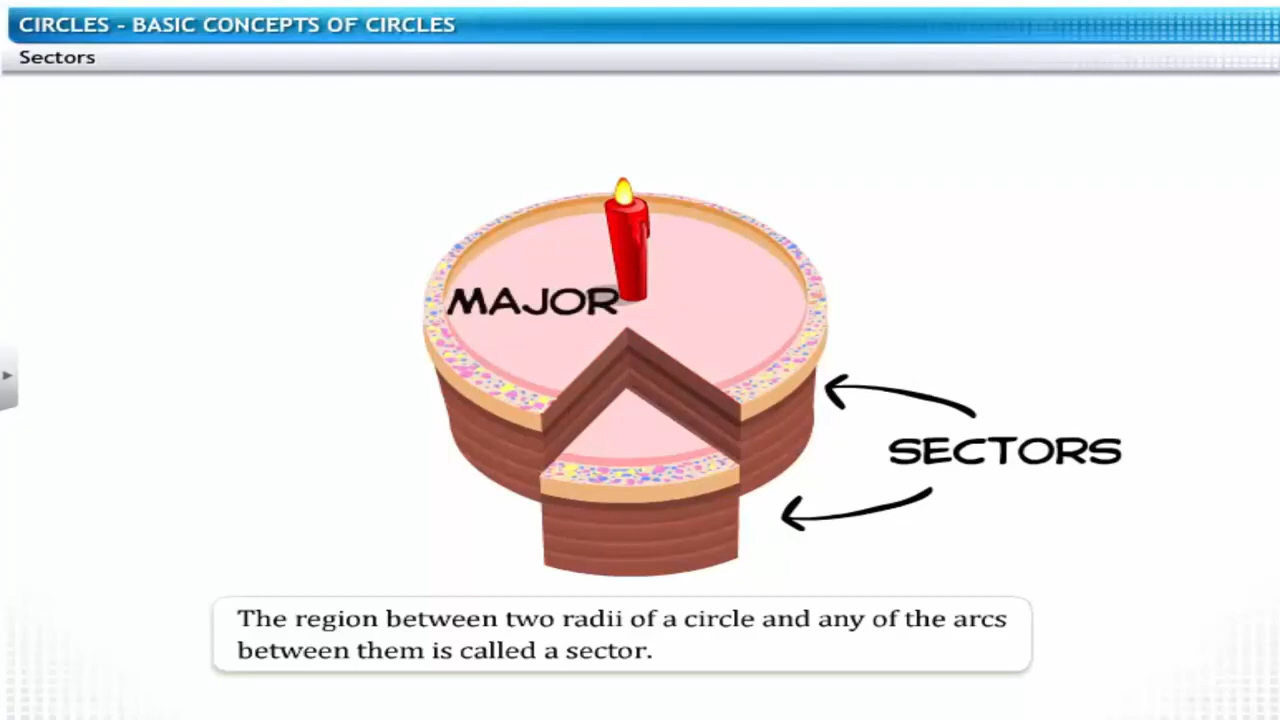 CIRCLES - BASIC CONCEPTS OF CIRCLES
Sectors
MAJOR
SECTORS
The region between two radii of a circle and any of the arcs
between them is called a sector.